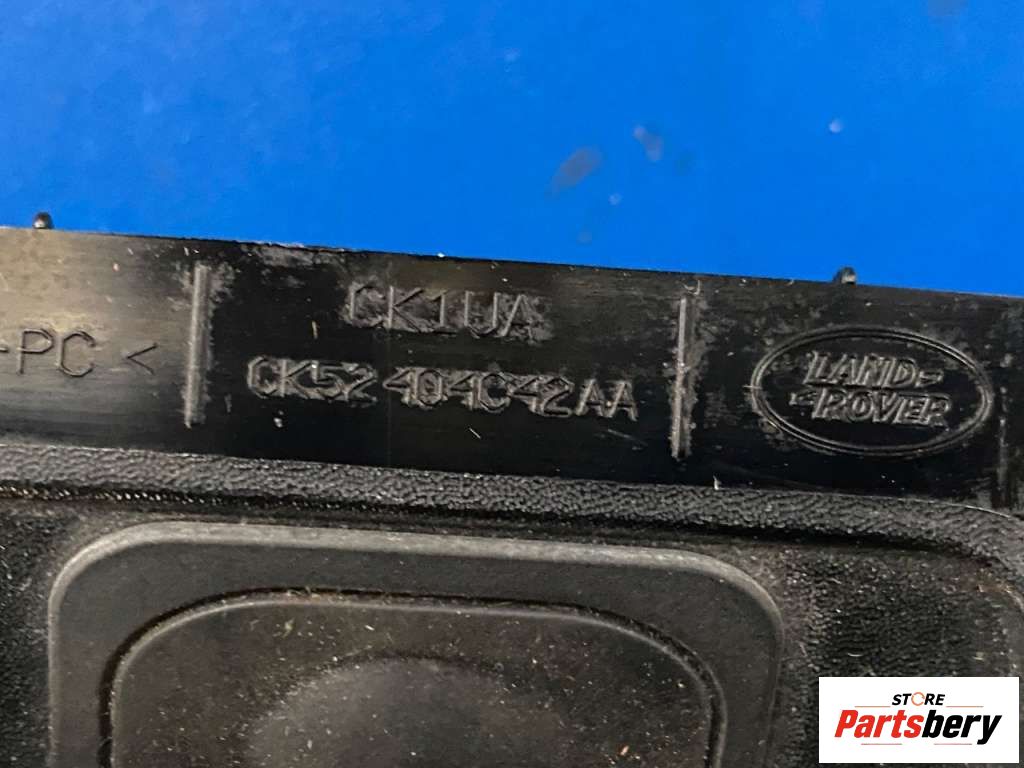 -PC <
CK1UA
CK52 404C42AA
LAND
ROVER
STORE
Partsbery